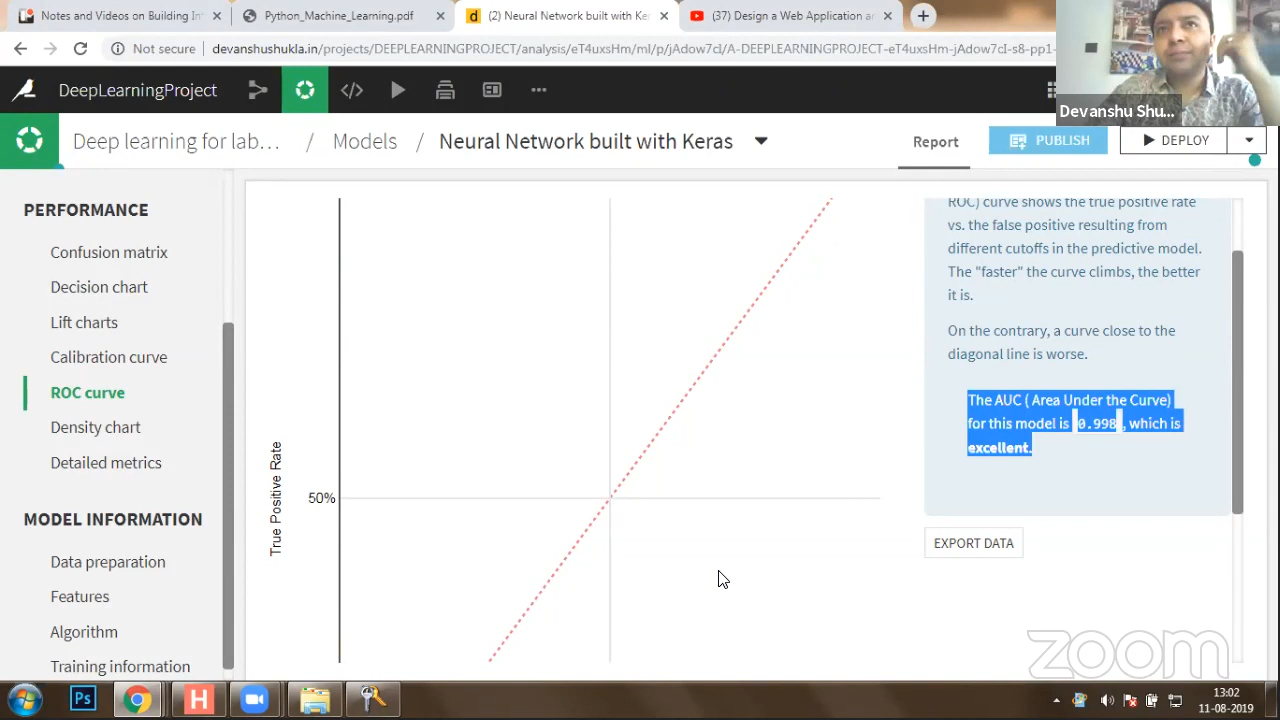 Notes and Videos on Building In
Python_Machine_Learning.pdf
(2) Neural Network built with Ke
(37) Design a Web Application a
Not secure
devanshushukla.in/projects/DEEPLEARNINGPROJECT/analysis/eT4uxsHm/ml/p/jAdow7cI/A-DEEPLEARNINGPROJECT-eT4uxsHm-jAdow7cI-s8-pp1-
Devanshu Shu...
DeepLearningProject
Deep learning for lab… / Models / Neural Network built with Keras
Report
PUBLISH
DEPLOY
PERFORMANCE
Confusion matrix
Decision chart
Lift charts
Calibration curve
ROC curve
Density chart
Detailed metrics
MODEL INFORMATION
Data preparation
Features
Algorithm
Training information
True Positive Rate
50%
ROC) curve shows the true positive rate
vs. the false positive resulting from
different cutoffs in the predictive model.
The "faster" the curve climbs, the better
it is.
On the contrary, a curve close to the
diagonal line is worse.
The AUC ( Area Under the Curve)
for this model is 0.998 , which is
excellent.
EXPORT DATA
zoom
Ps
H
13:02
11-08-2019